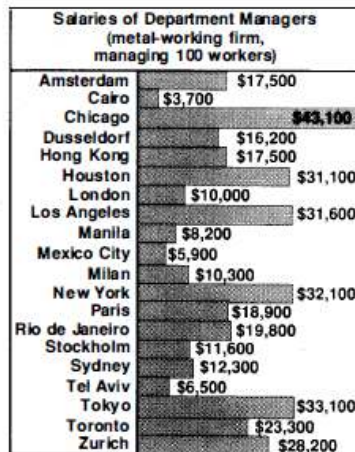 Salaries of Department Managers
(metal-working firm,
managing 100 workers)
Amsterdam $17,500
Cairo $3,700
Chicago $43,100
Dusseldorf $16,200
Hong Kong $17,500
Houston $31,100
London $10,000
Los Angeles $31,600
Manila $8,200
Mexico City $5,900
Milan $10,300
New York $32,100
Paris $18,900
Rio de Janeiro $19,800
Stockholm $11,600
Sydney $12,300
Tel Aviv $6,500
Tokyo $33,100
Toronto $23,300
Zurich $28,200